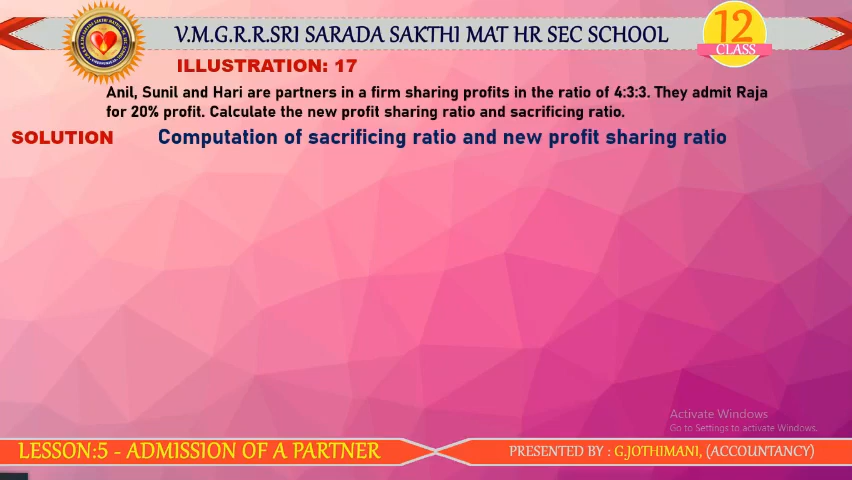 V.M.G.R.R.SRI SARADA SAKTHI MAT HR SEC SCHOOL
12
CLASS
ILLUSTRATION: 17
Anil, Sunil and Hari are partners in a firm sharing profits in the ratio of 4:3:3. They admit Raja
for 20% profit. Calculate the new profit sharing ratio and sacrificing ratio.
SOLUTION Computation of sacrificing ratio and new profit sharing ratio
Activate Windows
Go to Settings to activate Windows.
LESSON:5 - ADMISSION OF A PARTNER
PRESENTED BY : G.JOTHIMANI, (ACCOUNTANCY)